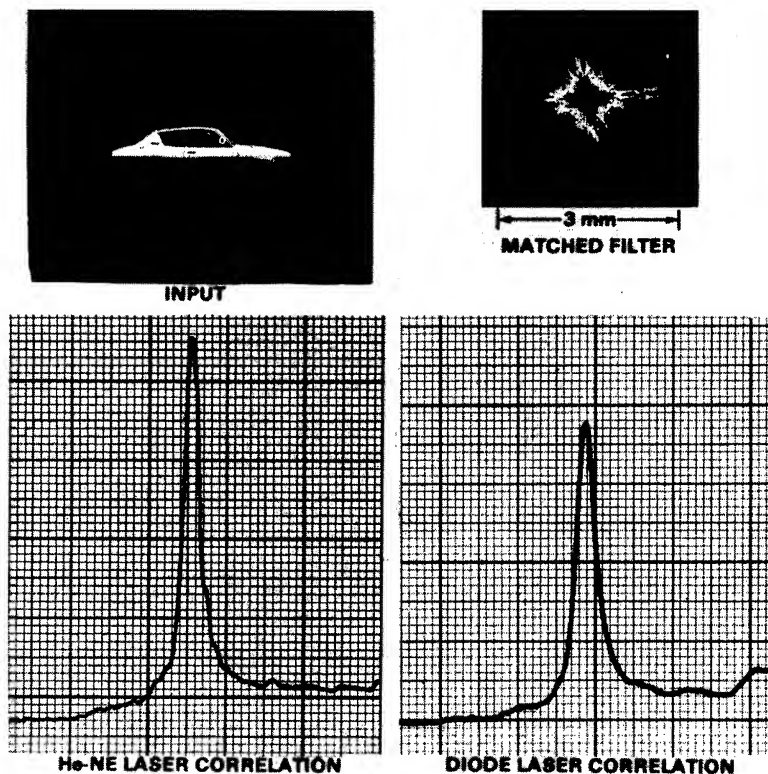 INPUT
3 mm
MATCHED FILTER
He-NE LASER CORRELATION
DIODE LASER CORRELATION